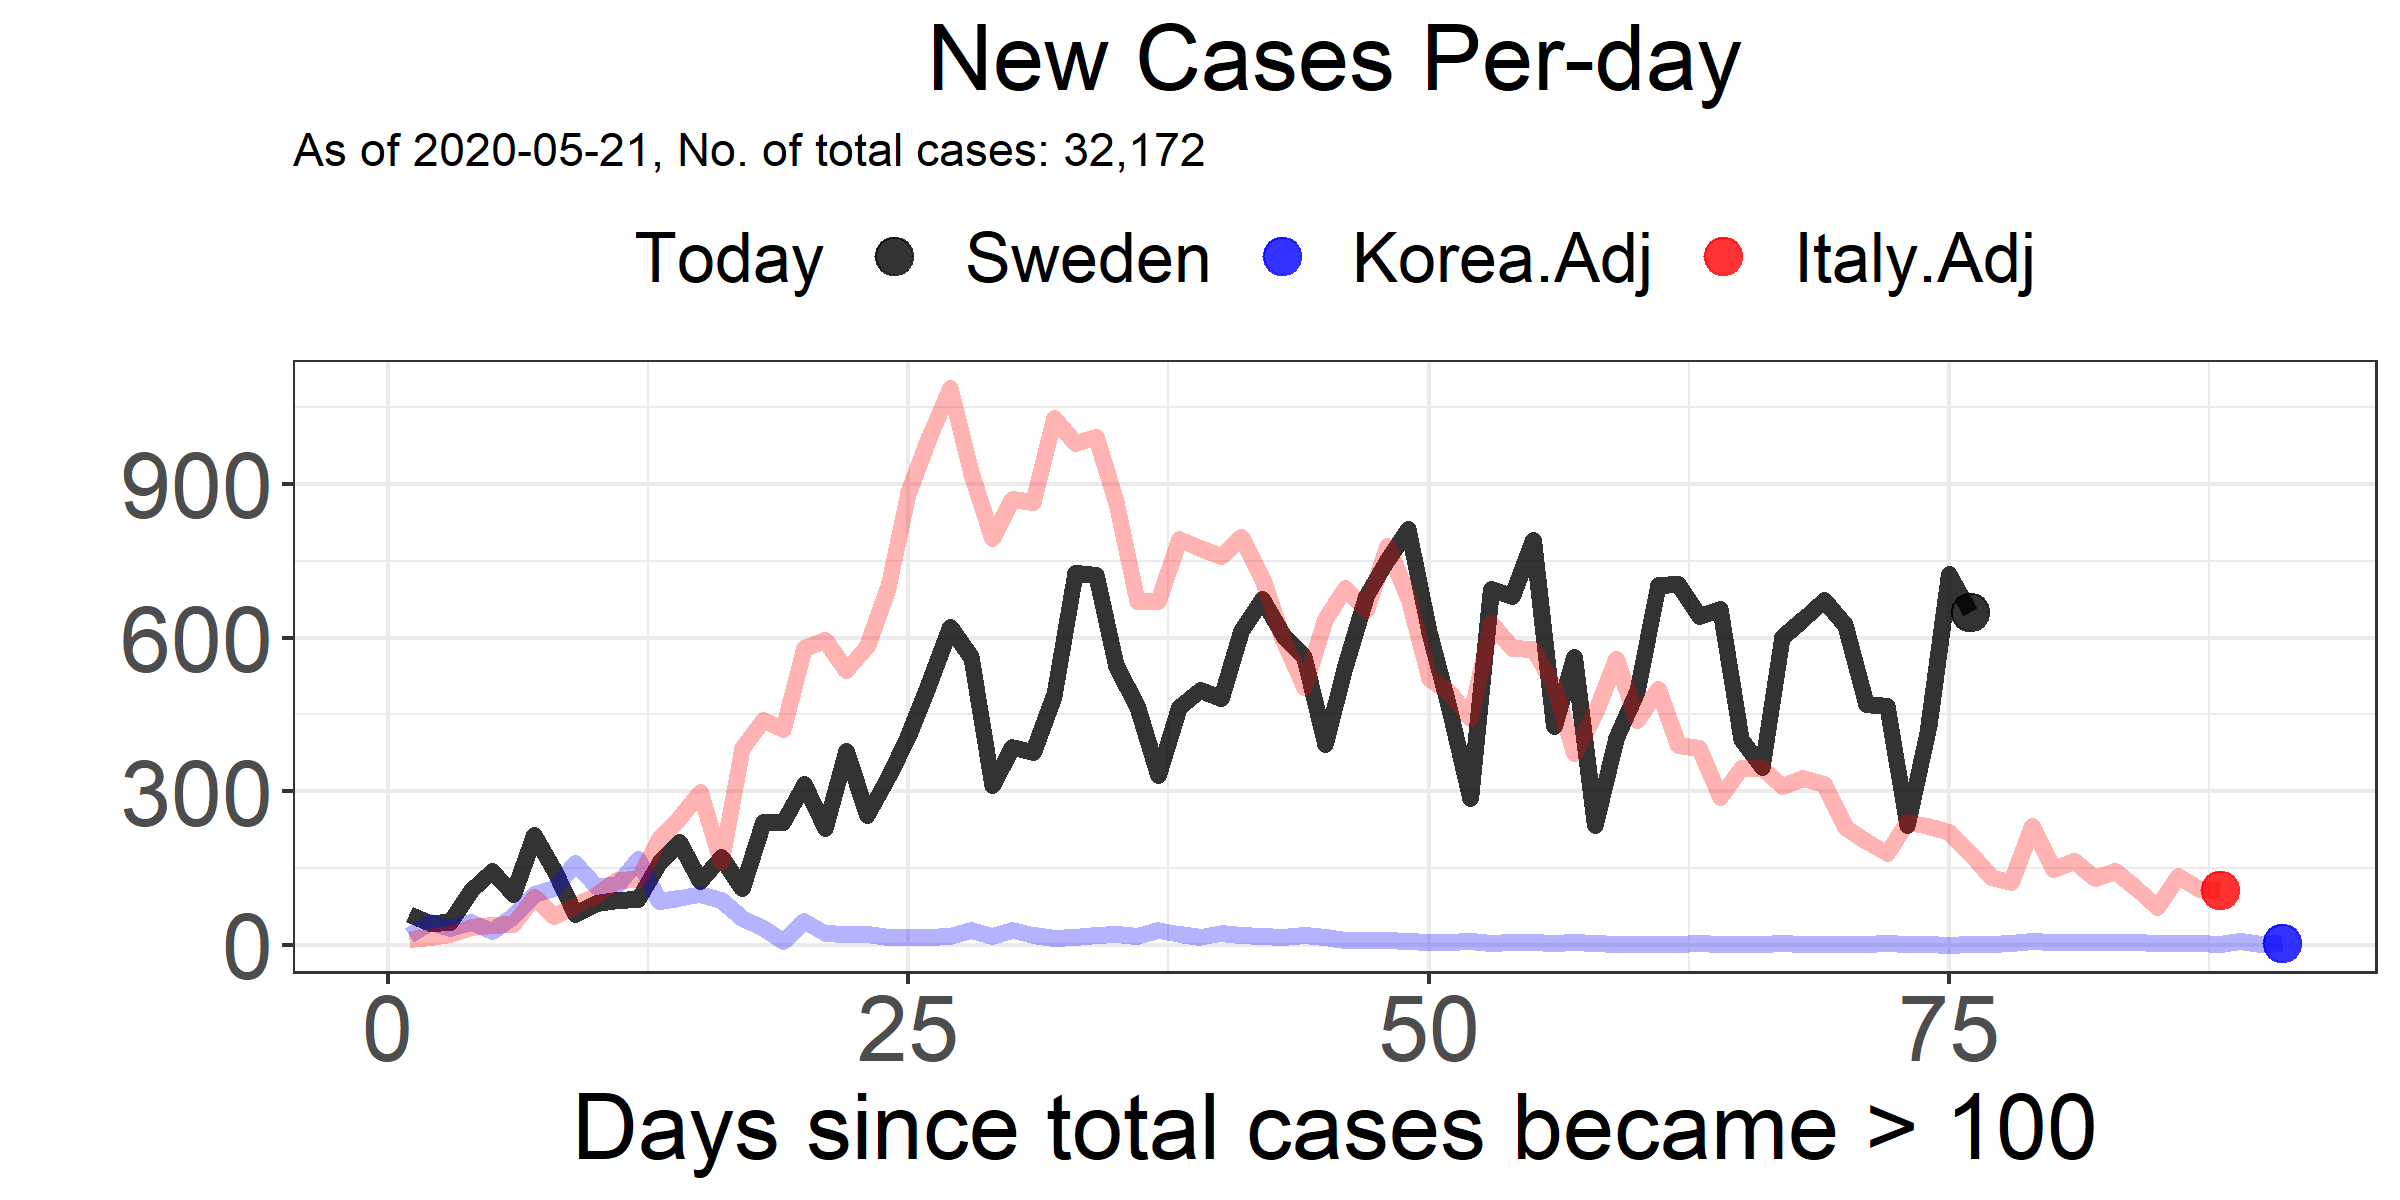 New Cases Per-day
As of 2020-05-21, No. of total cases: 32,172
Today Sweden Korea.Adj Italy.Adj
900
600
300
0
0 25 50 75
Days since total cases became > 100